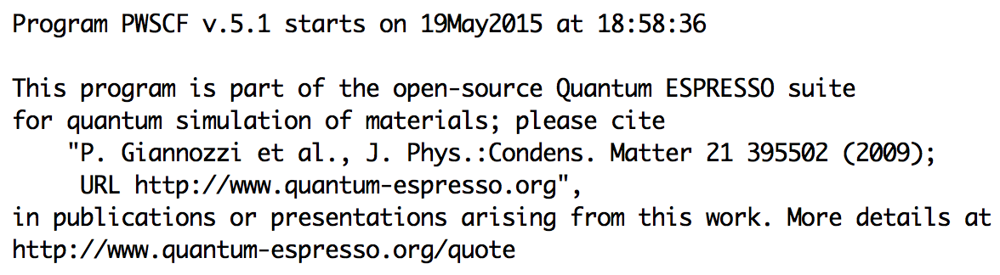 Program PWSCF v.5.1 starts on 19May2015 at 18:58:36
This program is part of the open-source Quantum ESPRESSO suite
for quantum simulation of materials; please cite
"P. Giannozzi et al., J. Phys.:Condens. Matter 21 395502 (2009);
URL http://www.quantum-espresso.org",
in publications or presentations arising from this work. More details at
http://www.quantum-espresso.org/quote